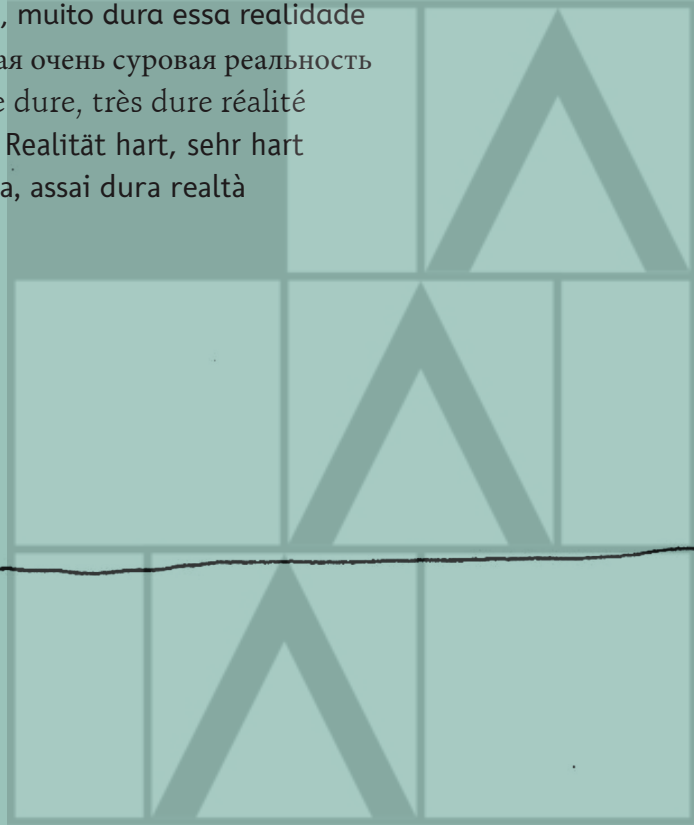 , muito dura essa realidade
ая очень суровая реальность
e dure, très dure réalité
Realität hart, sehr hart
a, assai dura realtà